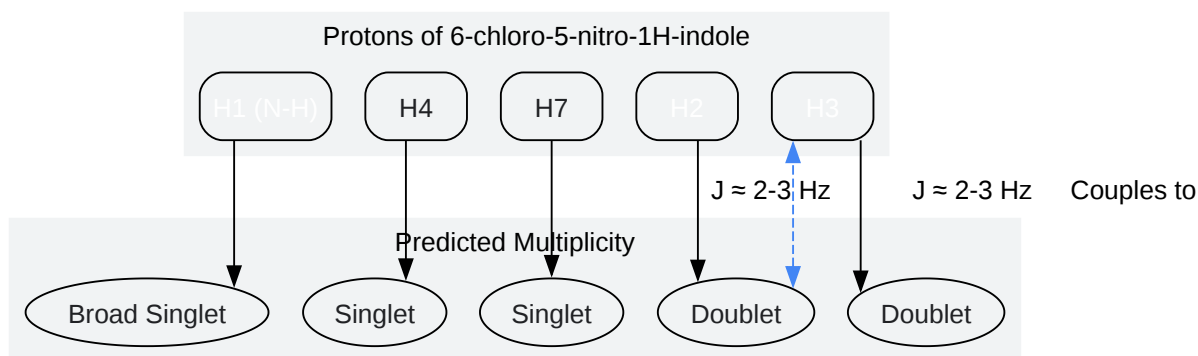 Protons of 6-chloro-5-nitro-1H-indole
H1 (N-H) H4 H7 H2 H3
J ≈ 2-3 Hz J ≈ 2-3 Hz Couples to
Predicted Multiplicity
Broad Singlet Singlet Singlet Doublet Doublet